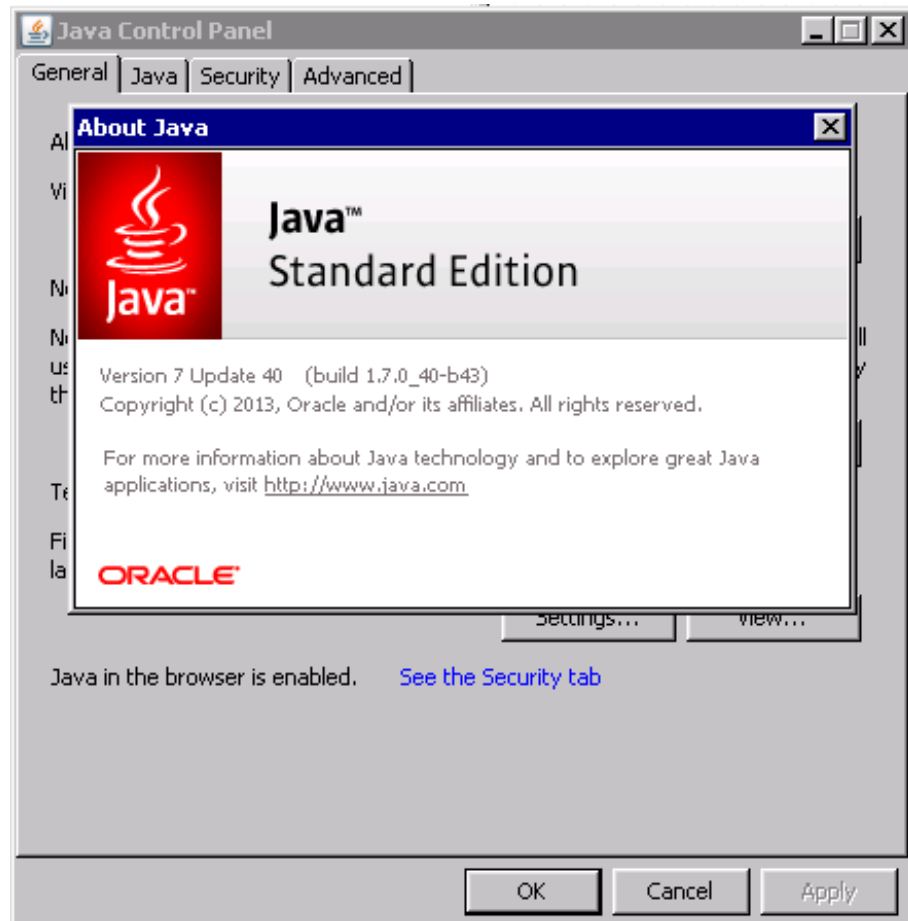 Java Control Panel
General Java Security Advanced
About Java
Java™
Standard Edition
Java™
Version 7 Update 40 (build 1.7.0_40-b43)
Copyright (c) 2013, Oracle and/or its affiliates. All rights reserved.
For more information about Java technology and to explore great Java
applications, visit http://www.java.com
ORACLE
Settings... View...
Java in the browser is enabled. See the Security tab
OK Cancel Apply